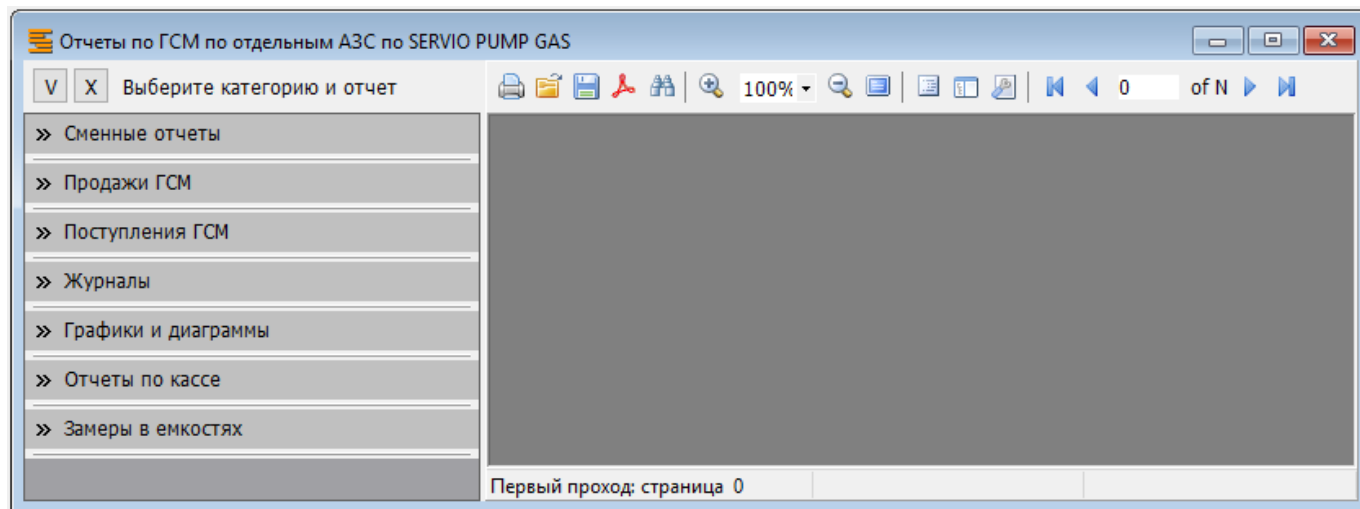 Отчеты по ГСМ по отдельным АЗС по SERVIO PUMP GAS
V X Выберите категорию и отчет 100% 0 of N
» Сменные отчеты
» Продажи ГСМ
» Поступления ГСМ
» Журналы
» Графики и диаграммы
» Отчеты по кассе
» Замеры в емкостях
Первый проход: страница 0